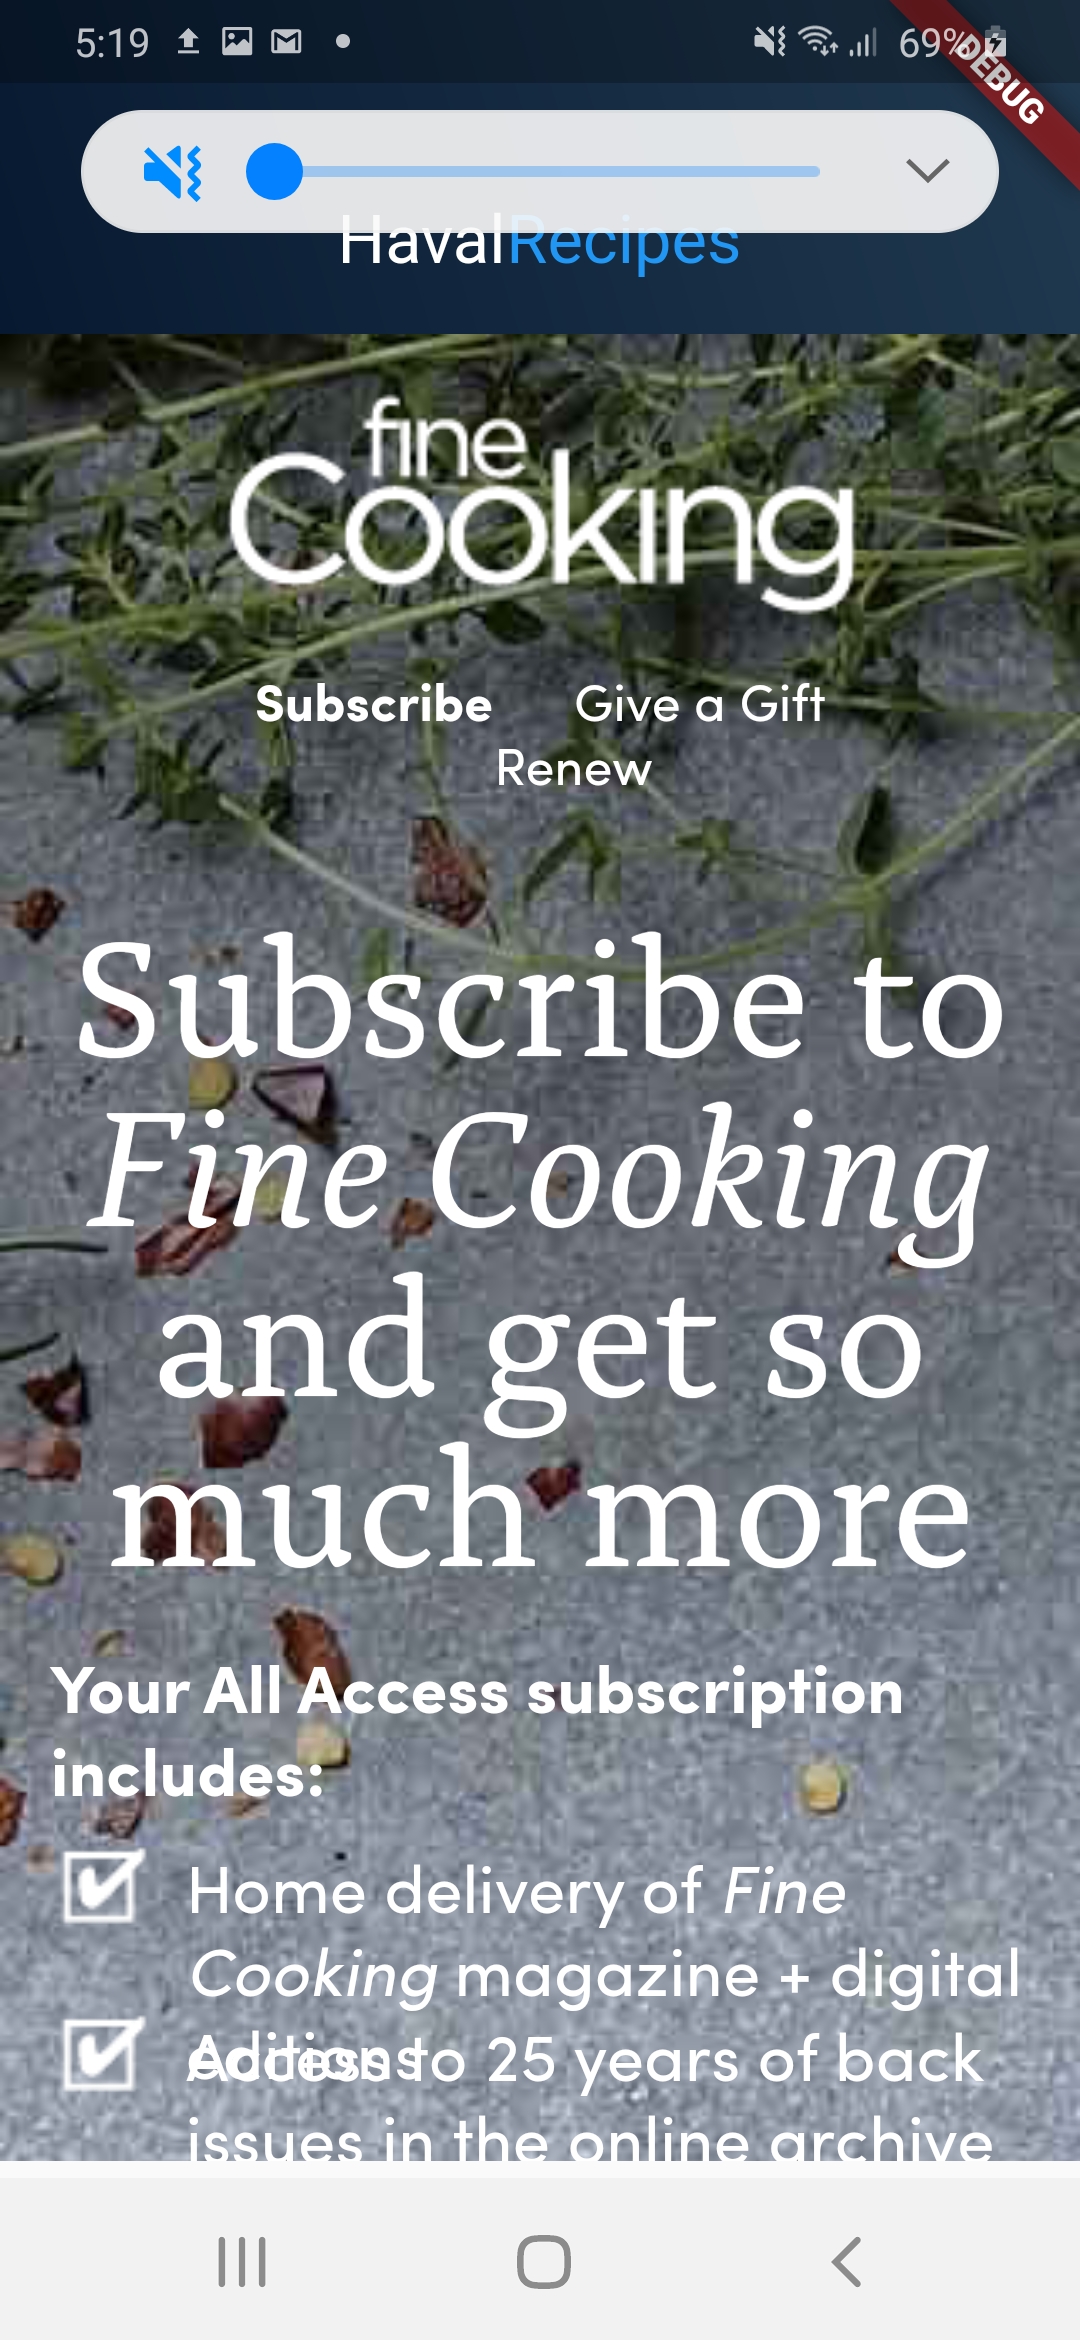 5:19
69%
DEBUG
HavalRecipes
fine
Cooking
Subscribe Give a Gift
Renew
Subscribe to
Fine Cooking
and get so
much more
Your All Access subscription
includes:
Home delivery of Fine
Cooking magazine + digital
editions
Access to 25 years of back
issues in the online archive